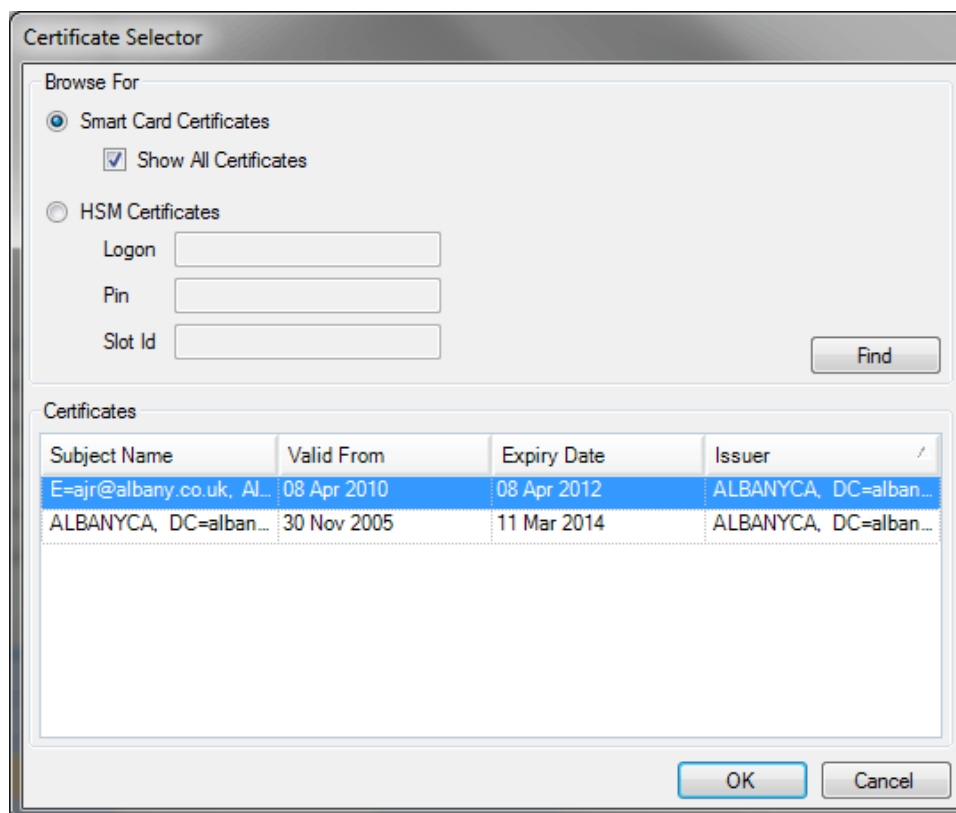 Certificate Selector
Browse For
Smart Card Certificates
Show All Certificates
HSM Certificates
Logon
Pin
Slot Id
Find
Certificates
Subject Name Valid From Expiry Date Issuer
E=ajr@albany.co.uk, Al... 08 Apr 2010 08 Apr 2012 ALBANYCA, DC=alban...
ALBANYCA, DC=alban... 30 Nov 2005 11 Mar 2014 ALBANYCA, DC=alban...
OK Cancel